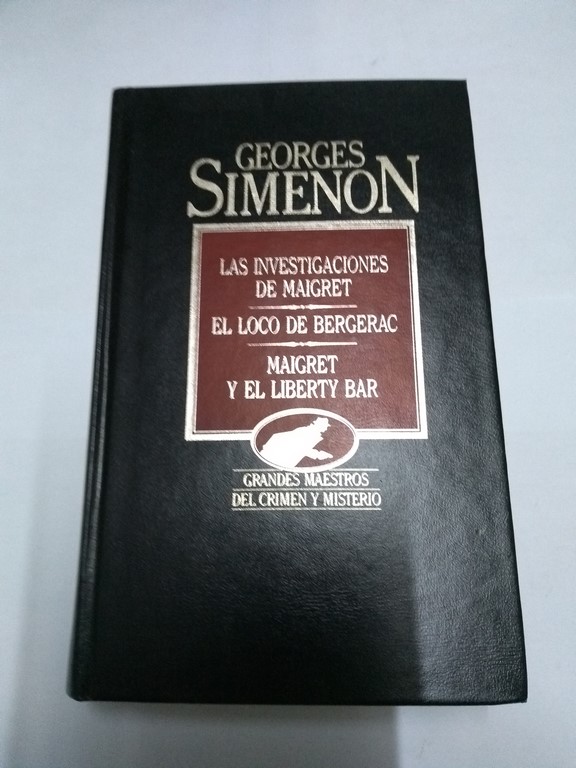 GEORGES
SIMENON
LAS INVESTIGACIONES
DE MAIGRET
EL LOCO DE BERGERAC
MAIGRET
Y EL LIBERTY BAR
GRANDES MAESTROS
DEL CRIMEN Y MISTERIO